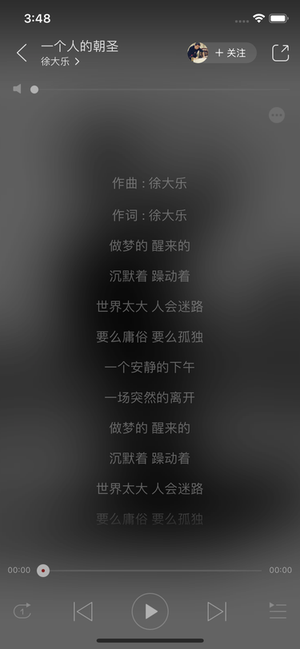 3:48
一个人的朝圣
徐大乐
+ 关注
作曲 : 徐大乐
作词 : 徐大乐
做梦的 醒来的
沉默着 躁动着
世界太大 人会迷路
要么庸俗 要么孤独
一个安静的下午
一场突然的离开
做梦的 醒来的
沉默着 躁动着
世界太大 人会迷路
要么庸俗 要么孤独
00:00 00:00
1